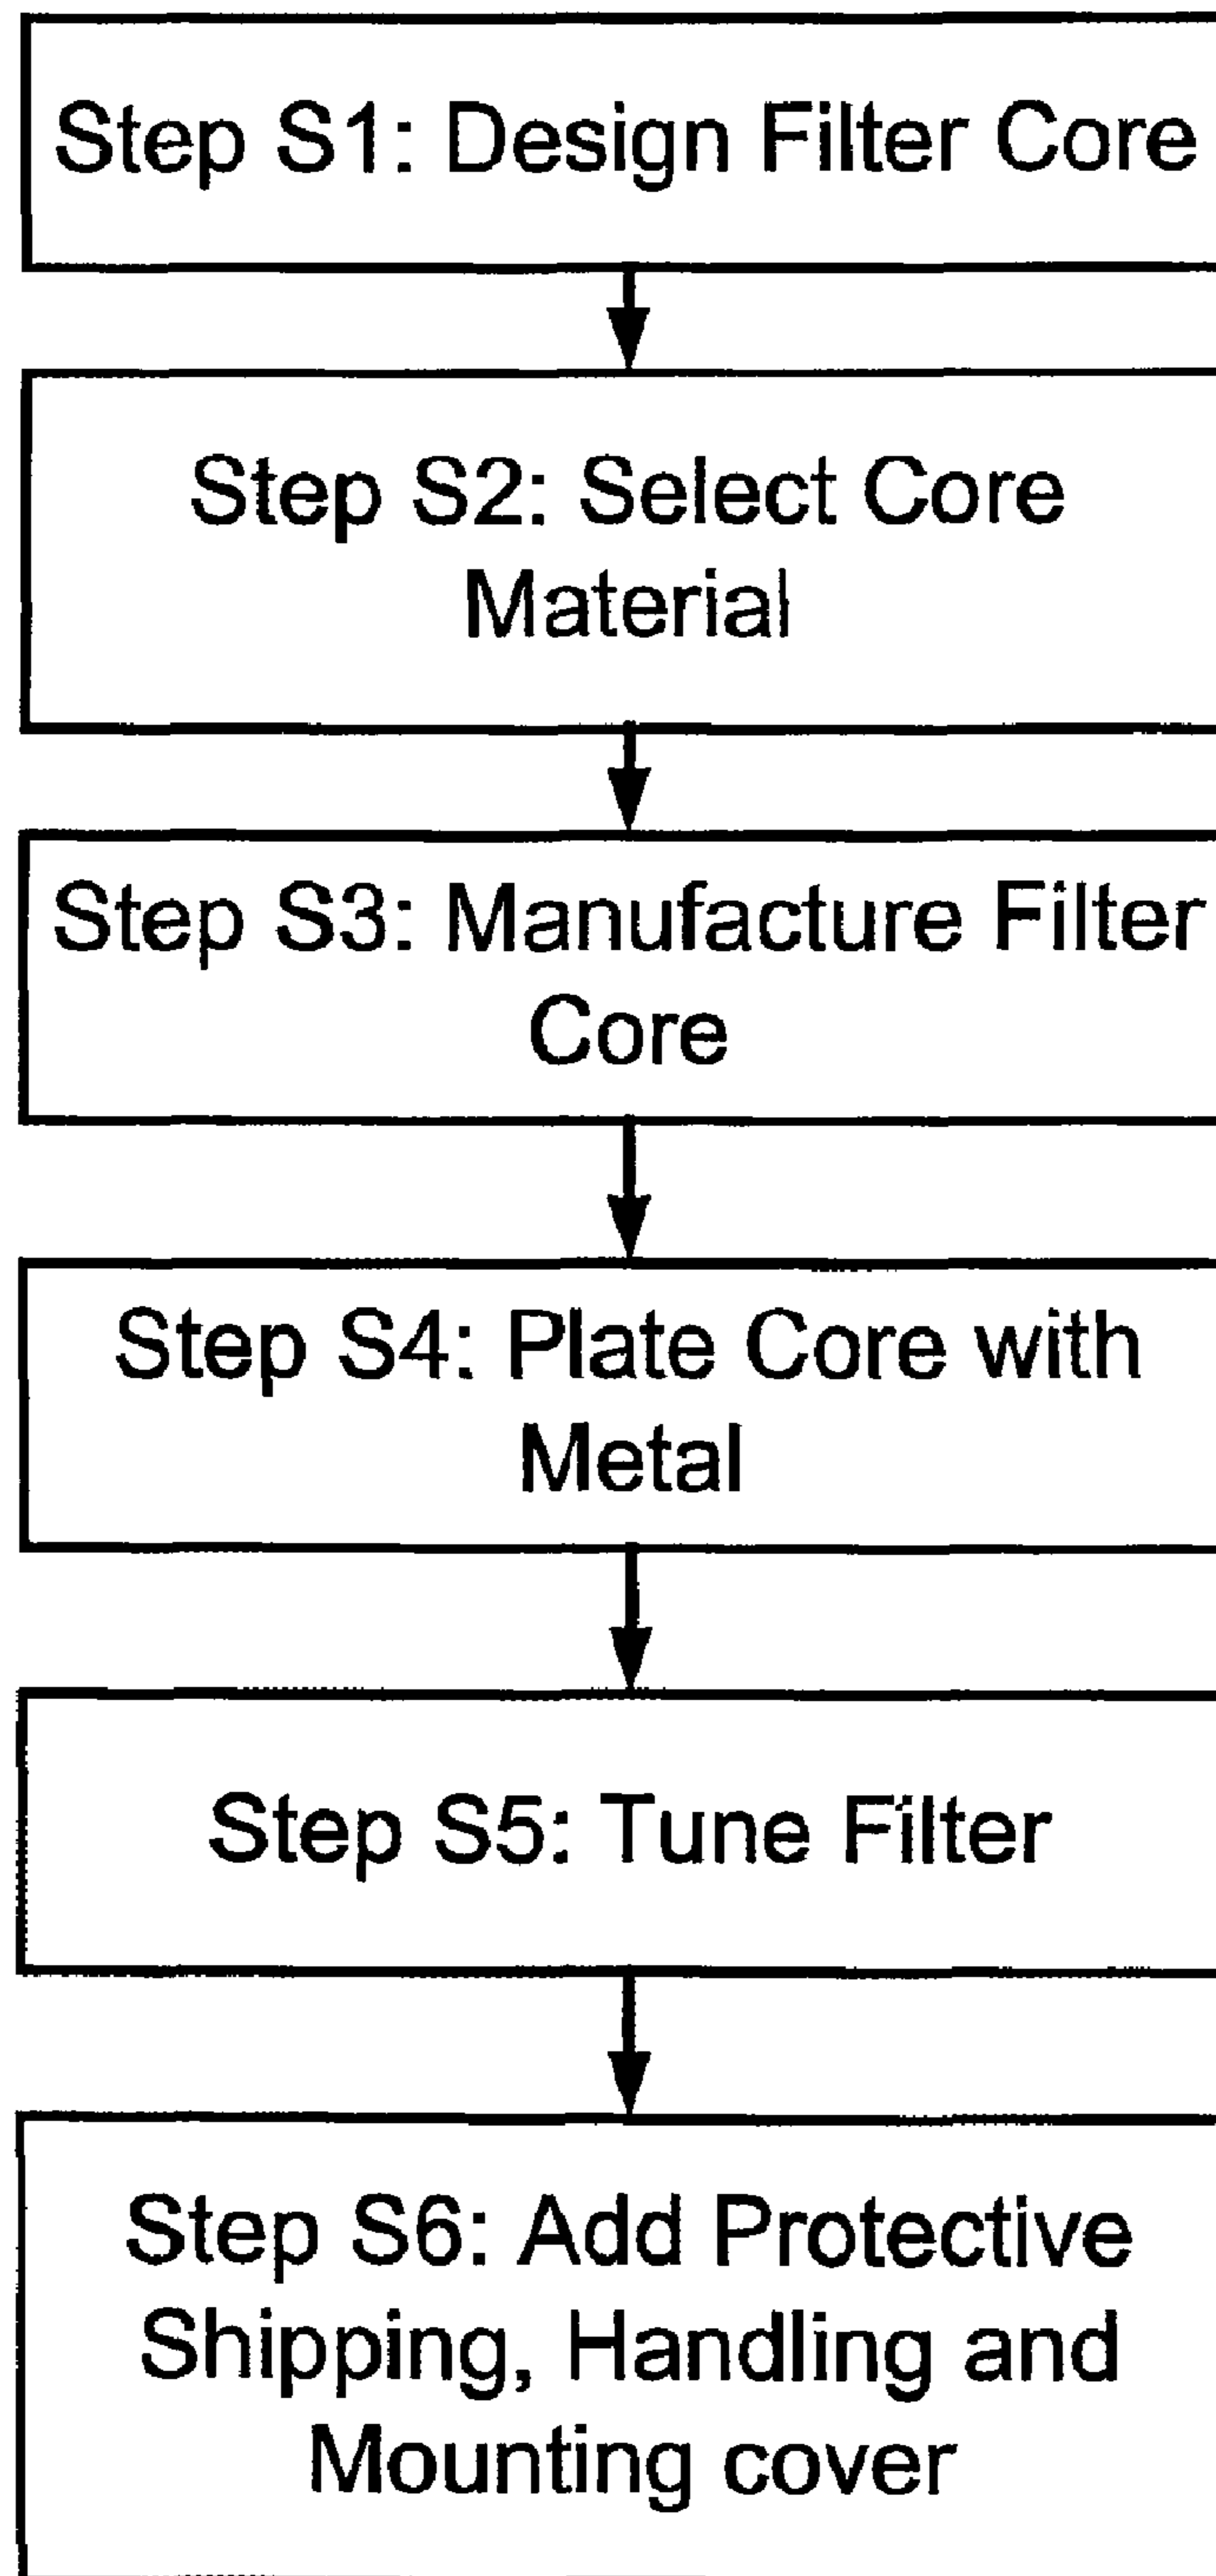 Step S1: Design Filter Core
Step S2: Select Core
Material
Step S3: Manufacture Filter
Core
Step S4: Plate Core with
Metal
Step S5: Tune Filter
Step S6: Add Protective
Shipping, Handling and
Mounting cover